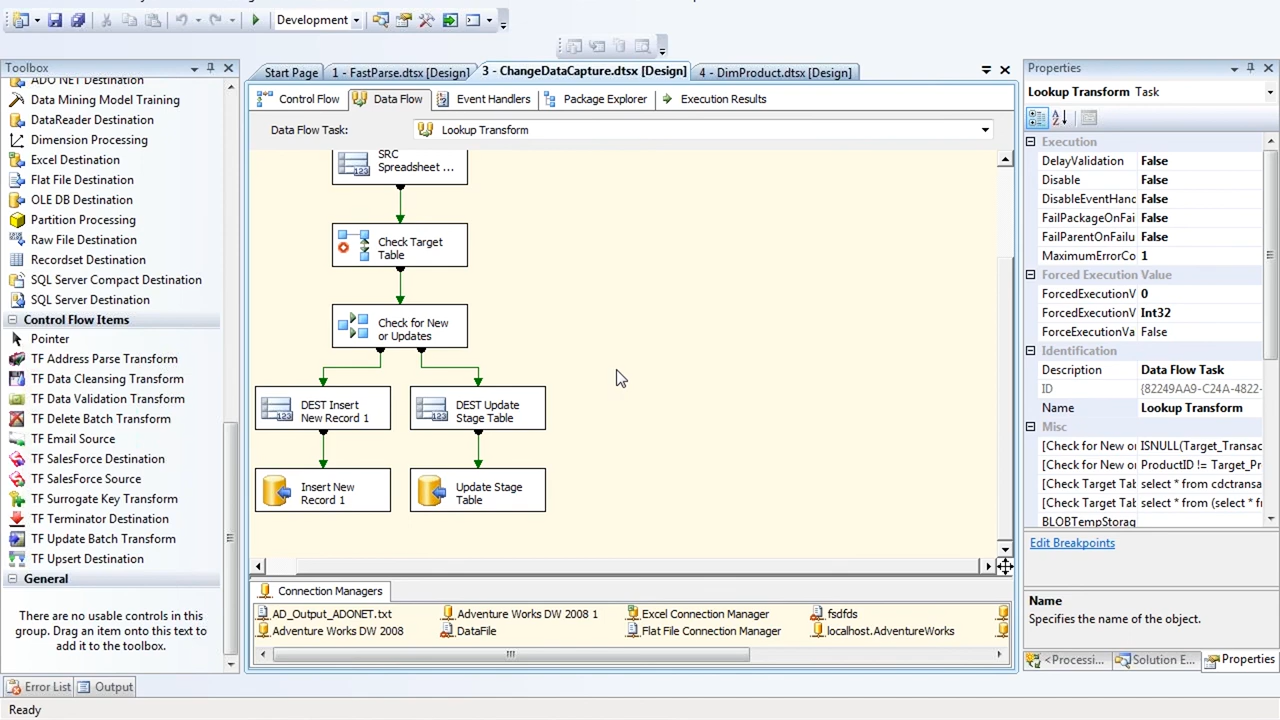 Development
Toolbox
ADO NET Destination
Data Mining Model Training
DataReader Destination
Dimension Processing
Excel Destination
Flat File Destination
OLE DB Destination
Partition Processing
Raw File Destination
Recordset Destination
SQL Server Compact Destination
SQL Server Destination
Control Flow Items
Pointer
TF Address Parse Transform
TF Data Cleansing Transform
TF Data Validation Transform
TF Delete Batch Transform
TF Email Source
TF SalesForce Destination
TF SalesForce Source
TF Surrogate Key Transform
TF Terminator Destination
TF Update Batch Transform
TF Upsert Destination
General
There are no usable controls in this
group. Drag an item onto this text to
add it to the toolbox.
Start Page
1 - FastParse.dtsx [Design]
3 - ChangeDataCapture.dtsx [Design]
4 - DimProduct.dtsx [Design]
Control Flow
Data Flow
Event Handlers
Package Explorer
Execution Results
Data Flow Task:
Lookup Transform
SRC
Spreadsheet ...
Check Target
Table
Check for New
or Updates
DEST Insert
New Record 1
DEST Update
Stage Table
Insert New
Record 1
Update Stage
Table
Connection Managers
AD_Output_ADONET.txt
Adventure Works DW 2008 1
Excel Connection Manager
fsdfds
Adventure Works DW 2008
DataFile
Flat File Connection Manager
localhost.AdventureWorks
Properties
Lookup Transform Task
Execution
DelayValidation False
Disable False
DisableEventHanc False
FailPackageOnFai False
FailParentOnFailu False
MaximumErrorCo 1
Forced Execution Value
ForcedExecutionV 0
ForcedExecutionV Int32
ForceExecutionVa False
Identification
Description Data Flow Task
ID {82249AA9-C24A-4822-
Name Lookup Transform
Misc
[Check for New or ISNULL(Target_Transac
[Check for New or ProductID != Target_Pr
[Check Target Tab select * from cdctransa
[Check Target Tab select * from (select * f
BLOBTempStorag
Edit Breakpoints
Name
Specifies the name of the object.
<Processi...
Solution E...
Properties
Error List
Output
Ready